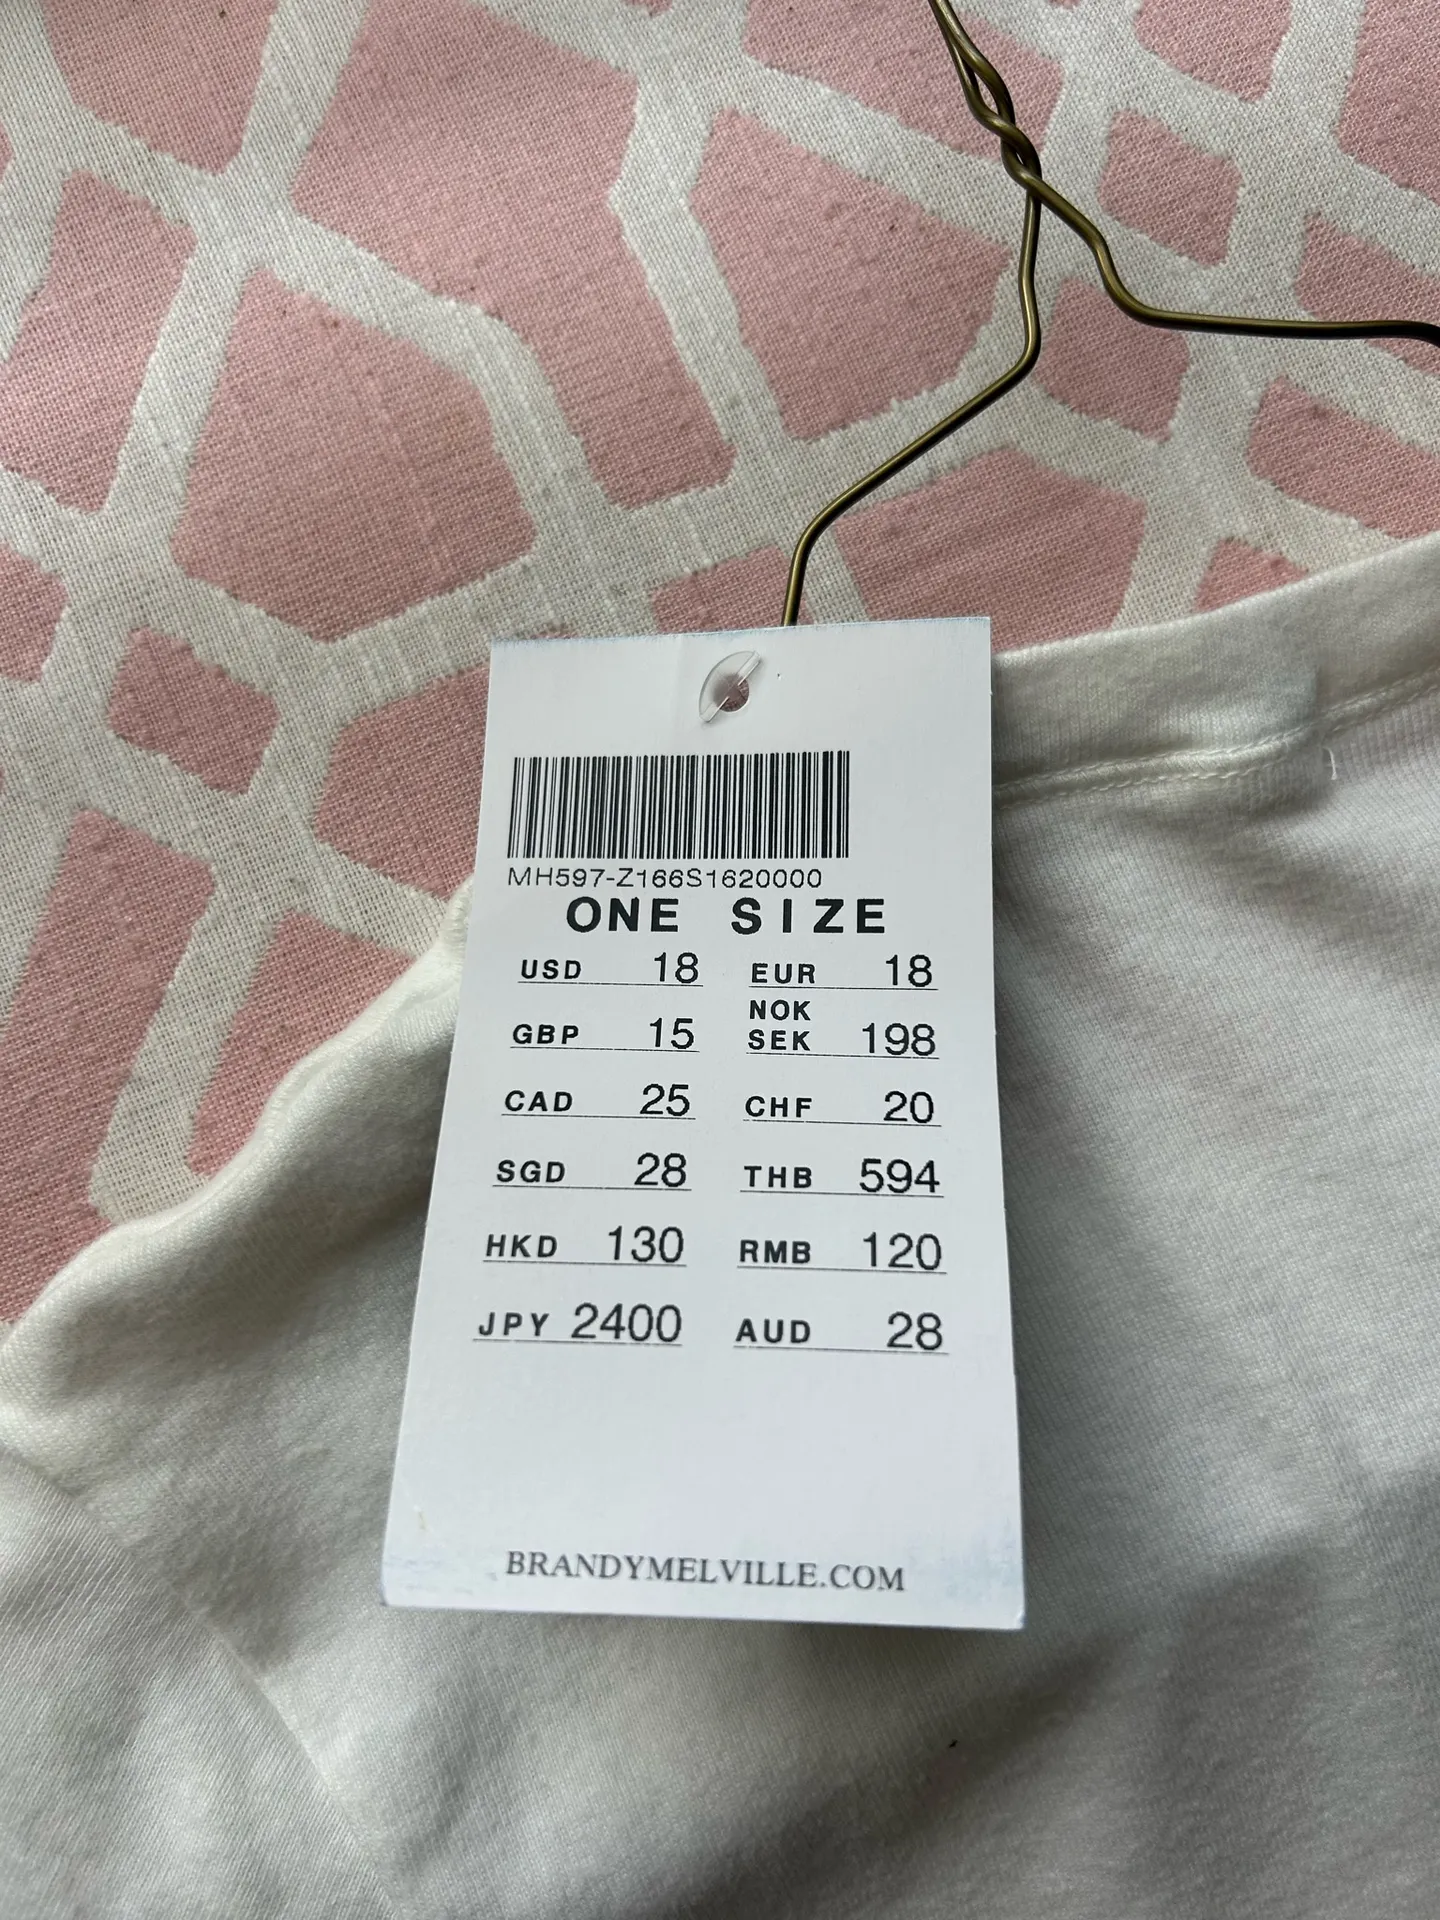 MH597-Z166S1620000
ONE SIZE
USD 18 EUR 18
GBP 15 NOK SEK 198
CAD 25 CHF 20
SGD 28 THB 594
HKD 130 RMB 120
JPY 2400 AUD 28
BRANDYMELVILLE.COM